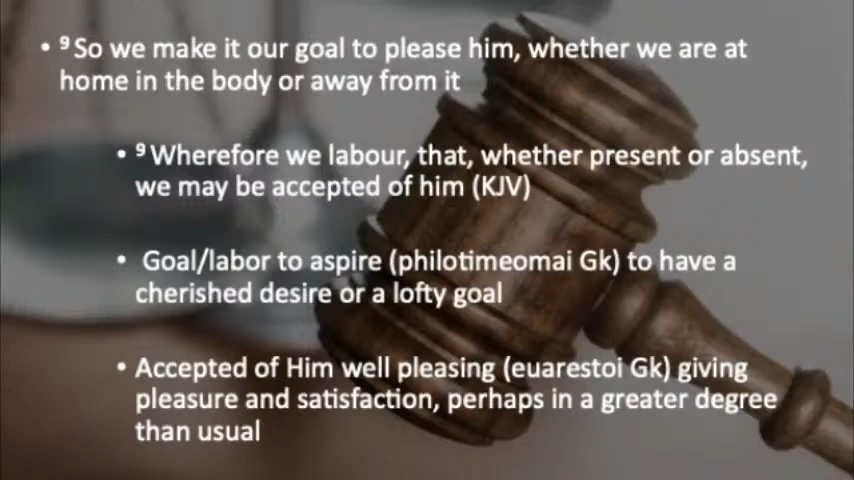 • ⁹ So we make it our goal to please him, whether we are at
home in the body or away from it
• ⁹ Wherefore we labour, that, whether present or absent,
we may be accepted of him (KJV)
• Goal/labor to aspire (philotimeomai Gk) to have a
cherished desire or a lofty goal
• Accepted of Him well pleasing (euarestoi Gk) giving
pleasure and satisfaction, perhaps in a greater degree
than usual